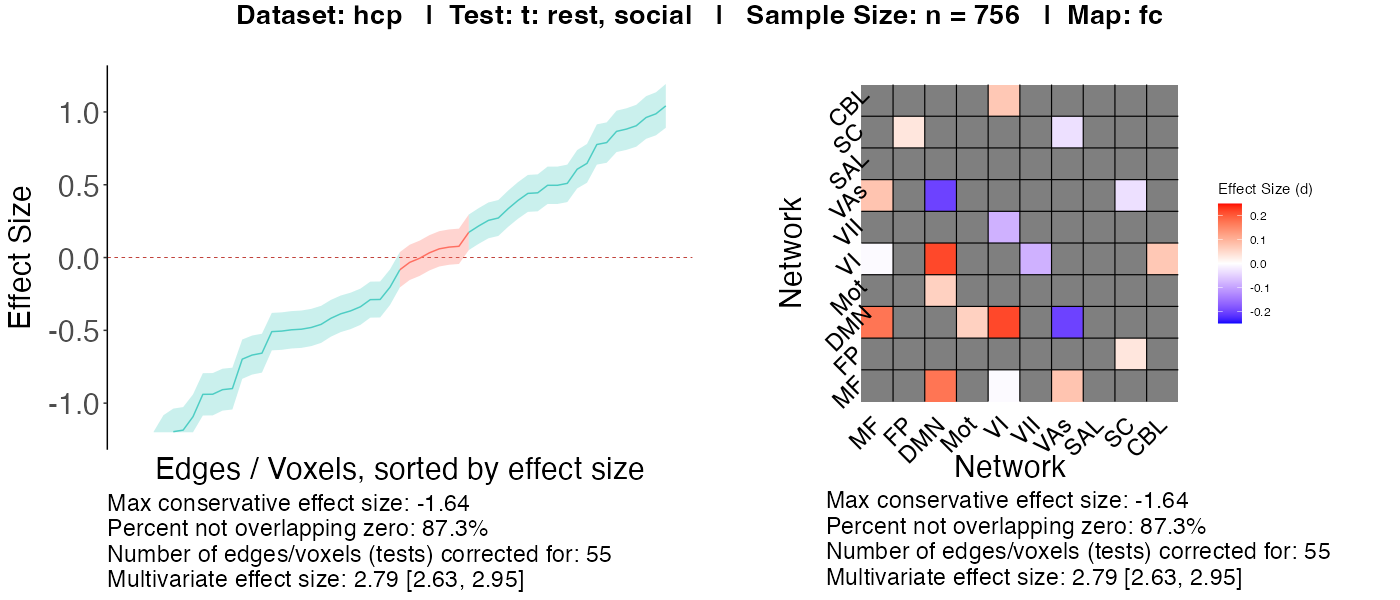 Dataset: hcp | Test: t: rest, social | Sample Size: n = 756 | Map: fc
Effect Size
1.0
0.5
0.0
-0.5
-1.0
Edges / Voxels, sorted by effect size
Max conservative effect size: -1.64
Percent not overlapping zero: 87.3%
Number of edges/voxels (tests) corrected for: 55
Multivariate effect size: 2.79 [2.63, 2.95]
Network
CBL
SC
SAL
VAs
VII
VI
Mot
DMN
FP
MF
MF FP DMN Mot VI VII VAs SAL SC CBL
Network
Effect Size (d)
0.2
0.1
0.0
-0.1
-0.2
Max conservative effect size: -1.64
Percent not overlapping zero: 87.3%
Number of edges/voxels (tests) corrected for: 55
Multivariate effect size: 2.79 [2.63, 2.95]